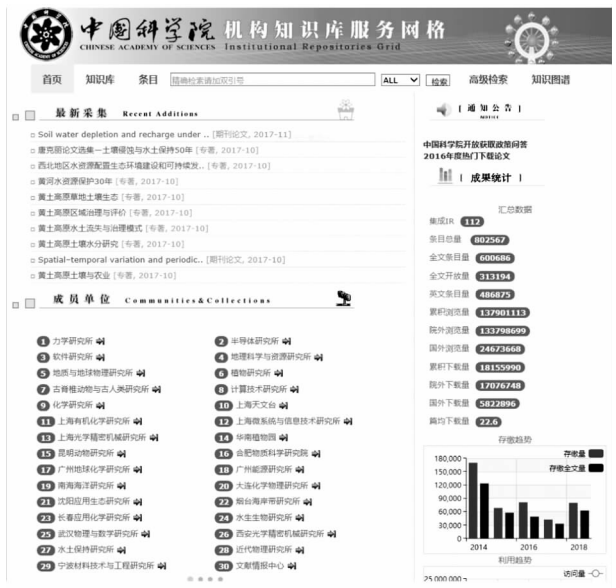 中国科学院 机构知识库服务网格
CHINESE ACADEMY OF SCIENCES Institutional Repositories Grid
首页 知识库 条目 精确检索请加双引号 ALL 检索 高级检索 知识图谱
最新采集 Recent Additions
Soil water depletion and recharge under .. [期刊论文, 2017-11]
唐克丽论文选集－土壤侵蚀与水土保持50年 [专著, 2017-10]
西北地区水资源配置生态环境建设和可持续发.. [专著, 2017-10]
黄河水资源保护30年 [专著, 2017-10]
黄土高原草地土壤生态 [专著, 2017-10]
黄土高原区域治理与评价 [专著, 2017-10]
黄土高原水土流失与治理模式 [专著, 2017-10]
黄土高原土壤水分研究 [专著, 2017-10]
Spatial-temporal variation and periodic.. [期刊论文, 2017-10]
黄土高原土壤与农业 [专著, 2017-10]
成员单位 Communities&Collections
1 力学研究所
2 半导体研究所
3 软件研究所
4 地理科学与资源研究所
5 地质与地球物理研究所
6 植物研究所
7 古脊椎动物与古人类研究所
8 计算技术研究所
9 化学研究所
10 上海天文台
11 上海有机化学研究所
12 上海微系统与信息技术研究所
13 上海光学精密机械研究所
14 华南植物园
15 昆明动物研究所
16 合肥物质科学研究院
17 广州地球化学研究所
18 广州能源研究所
19 南海海洋研究所
20 大连化学物理研究所
21 沈阳应用生态研究所
22 烟台海岸带研究所
23 长春应用化学研究所
24 水生生物研究所
25 武汉物理与数学研究所
26 西安光学精密机械研究所
27 水土保持研究所
28 近代物理研究所
29 宁波材料技术与工程研究所
30 文献情报中心
通知公告
NOTICE
中国科学院开放获取政策问答
2016年度热门下载论文
成果统计
汇总数据
集成IR 112
条目总量 802567
全文条目量 600686
全文开放量 313194
英文条目量 486875
累积浏览量 137901113
院外浏览量 133798699
国外浏览量 24673668
累积下载量 18155990
院外下载量 17076748
国外下载量 5822896
篇均下载量 22.6
存缴趋势
存缴量
存缴全文量
180,000
150,000
120,000
90,000
60,000
30,000
0
2014 2016 2018
利用趋势
访问量
25,000,000